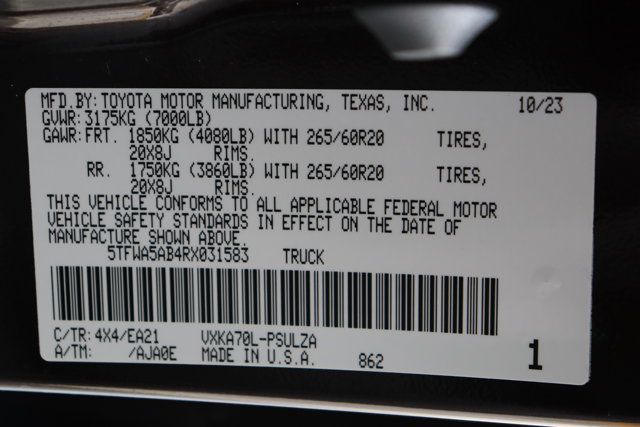 MFD.BY: TOYOTA MOTOR MANUFACTURING, TEXAS, INC. 10/23
GVWR: 3175KG (7000LB)
GAWR: FRT. 1850KG (4080LB) WITH 265/60R20 TIRES,
20X8J RIMS.
RR. 1750KG (3860LB) WITH 265/60R20 TIRES,
20X8J RIMS.
THIS VEHICLE CONFORMS TO ALL APPLICABLE FEDERAL MOTOR
VEHICLE SAFETY STANDARDS IN EFFECT ON THE DATE OF
MANUFACTURE SHOWN ABOVE.
5TFWA5AB4RX031583 TRUCK
C/TR: 4X4/EA21 VXKA70L-PSULZA
A/TM: /AJA0E MADE IN U.S.A. 862 1